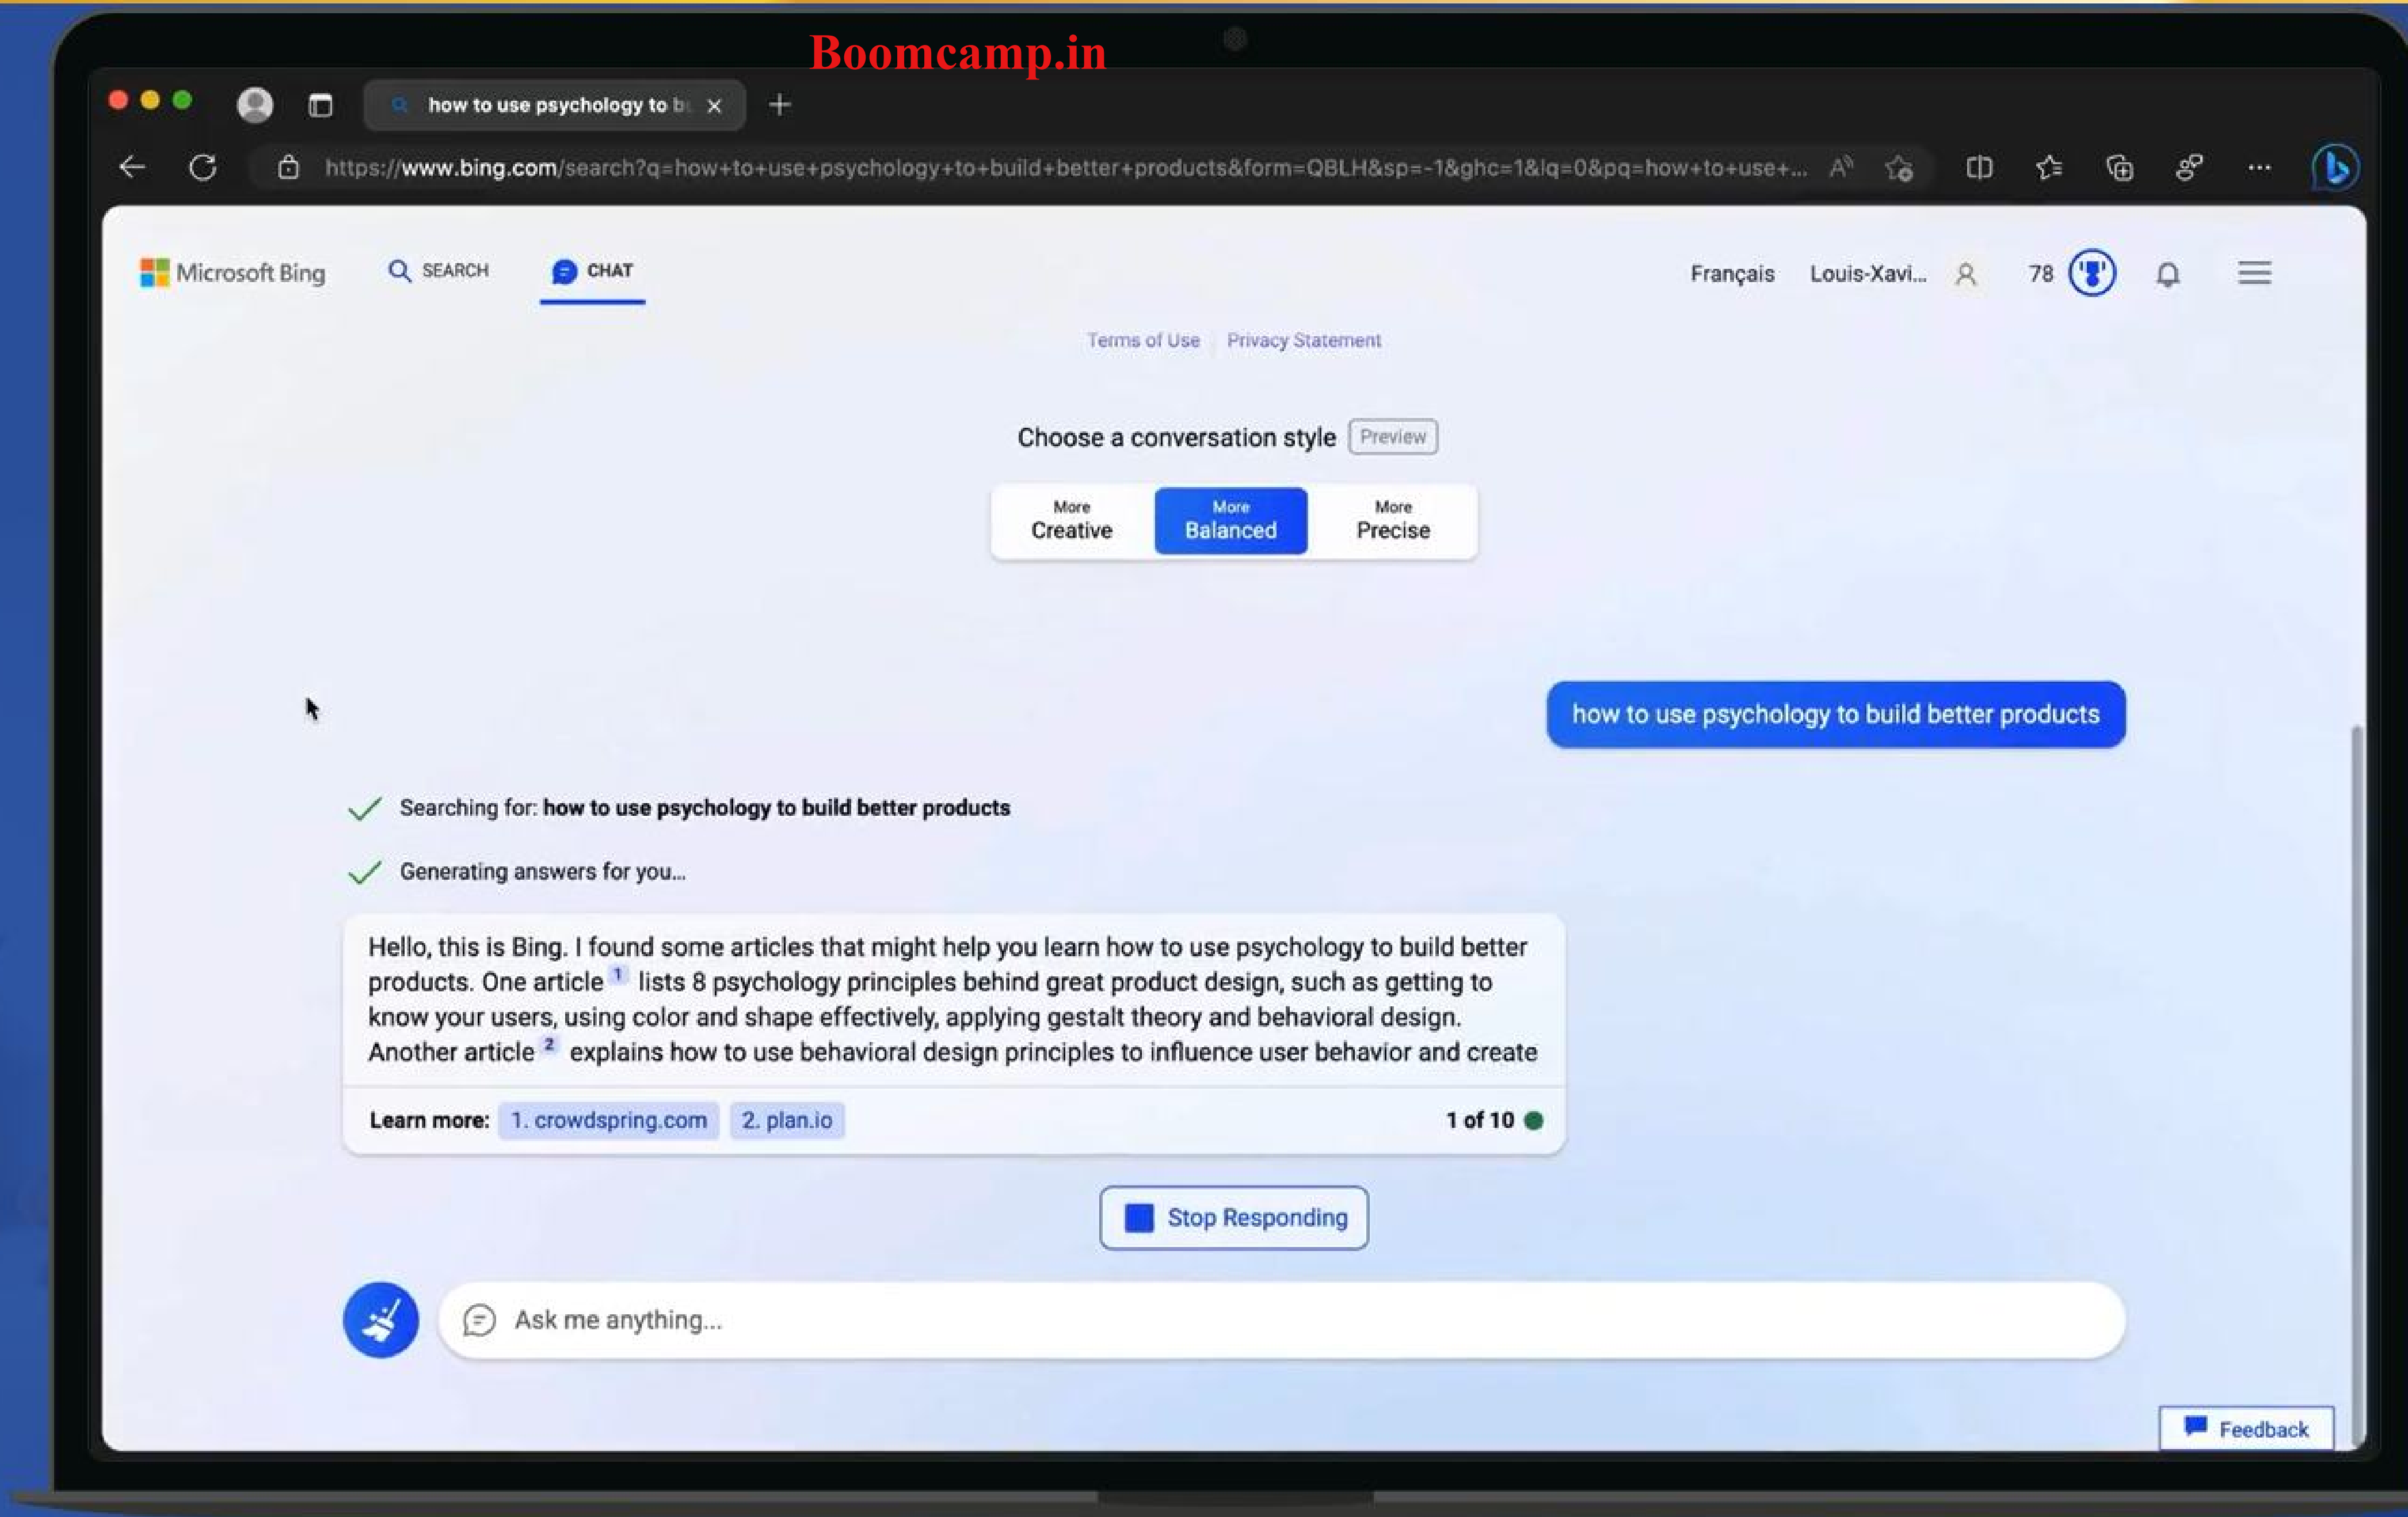 Boomcamp.in
how to use psychology to
https://www.bing.com/search?q=how+to+use+psychology+to+build+better+products&form=QBLH&sp=-1&ghc=1&lq=0&pq=how+to+use+...
Microsoft Bing SEARCH CHAT Français Louis-Xavi... 78
Terms of Use Privacy Statement
Choose a conversation style Preview
More More More
Creative Balanced Precise
how to use psychology to build better products
Searching for: how to use psychology to build better products
Generating answers for you...
Hello, this is Bing. I found some articles that might help you learn how to use psychology to build better
products. One article 1 lists 8 psychology principles behind great product design, such as getting to
know your users, using color and shape effectively, applying gestalt theory and behavioral design.
Another article 2 explains how to use behavioral design principles to influence user behavior and create
Learn more: 1. crowdspring.com 2. plan.io 1 of 10
Stop Responding
Ask me anything...
Feedback